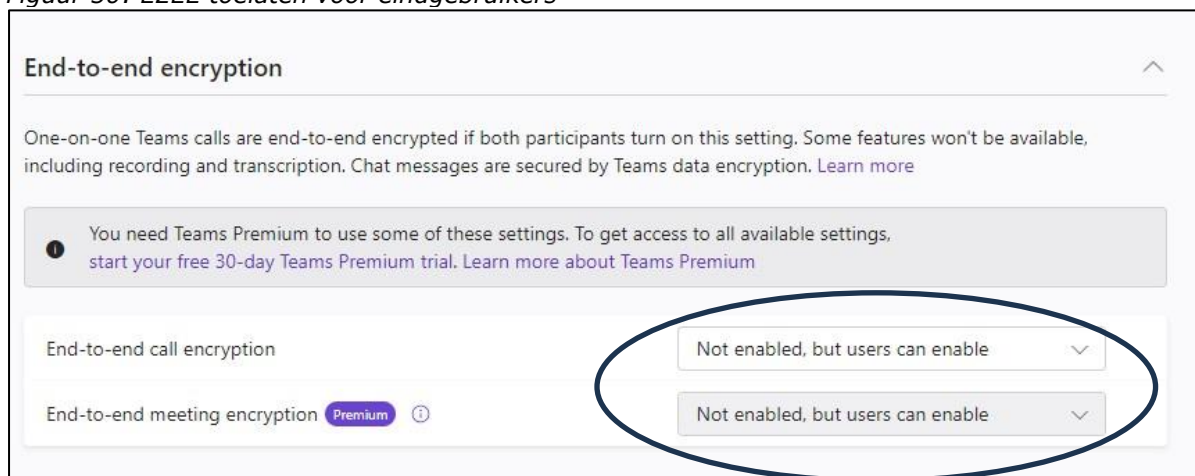 End-to-end encryption
One-on-one Teams calls are end-to-end encrypted if both participants turn on this setting. Some features won't be available,
including recording and transcription. Chat messages are secured by Teams data encryption. Learn more
You need Teams Premium to use some of these settings. To get access to all available settings,
start your free 30-day Teams Premium trial. Learn more about Teams Premium
End-to-end call encryption Not enabled, but users can enable
End-to-end meeting encryption Premium Not enabled, but users can enable